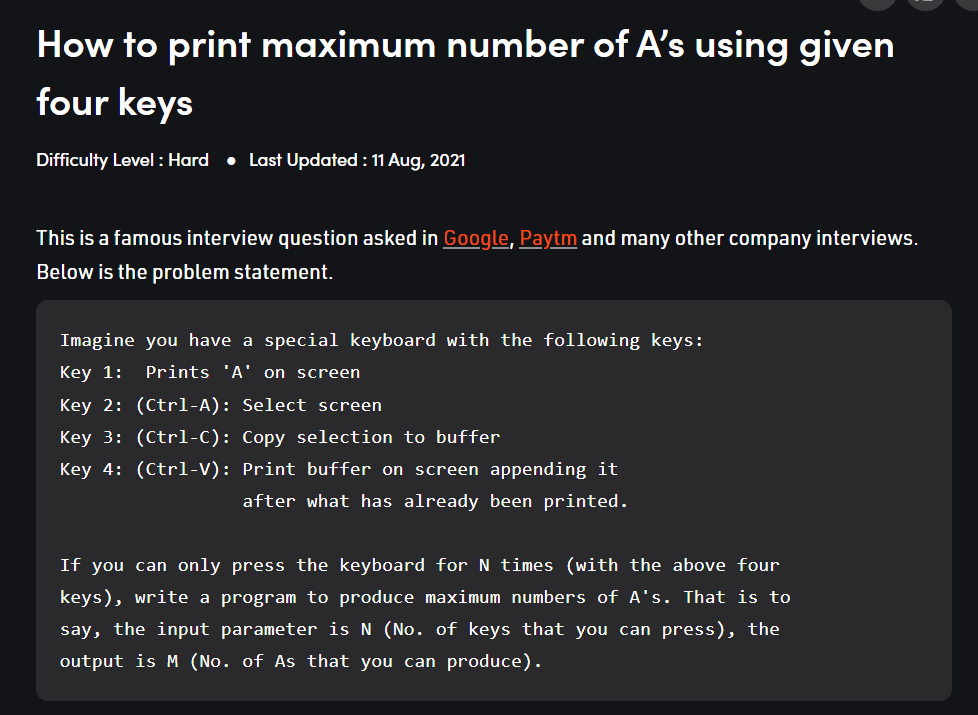 How to print maximum number of A’s using given
four keys
Difficulty Level : Hard ● Last Updated : 11 Aug, 2021
This is a famous interview question asked in Google, Paytm and many other company interviews.
Below is the problem statement.
Imagine you have a special keyboard with the following keys:
Key 1:  Prints 'A' on screen
Key 2: (Ctrl-A): Select screen
Key 3: (Ctrl-C): Copy selection to buffer
Key 4: (Ctrl-V): Print buffer on screen appending it
after what has already been printed.
If you can only press the keyboard for N times (with the above four
keys), write a program to produce maximum numbers of A's. That is to
say, the input parameter is N (No. of keys that you can press), the
output is M (No. of As that you can produce).